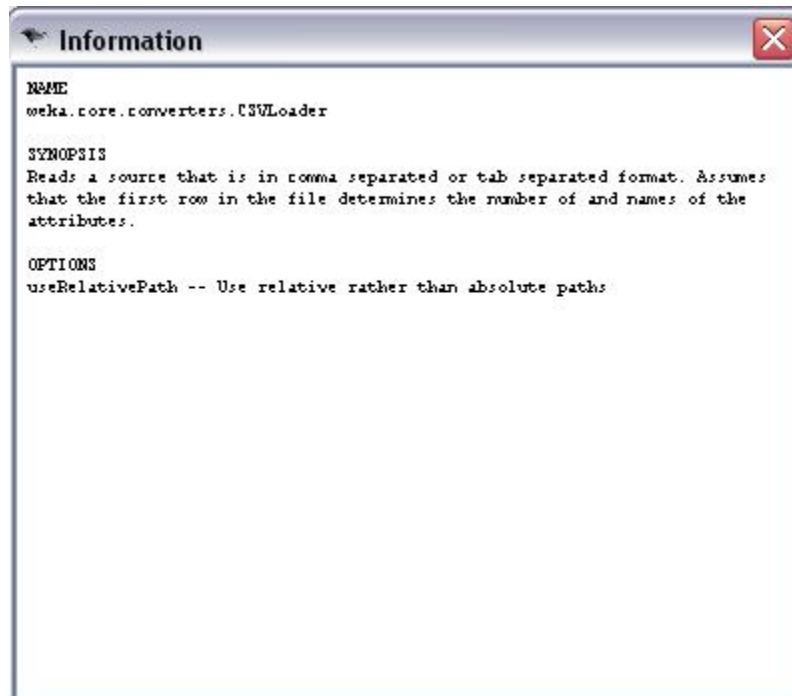 Information
NAME
weka.core.converters.CSVLoader
SYNOPSIS
Reads a source that is in comma separated or tab separated format. Assumes
that the first row in the file determines the number of and names of the
attributes.
OPTIONS
useRelativePath -- Use relative rather than absolute paths